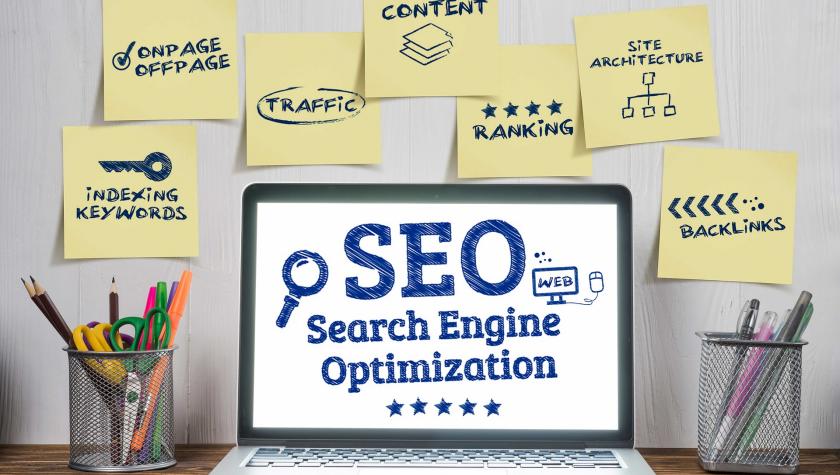 CONTENT
ONPAGE
OFFPAGE
TRAFFIC
RANKING
SITE
ARCHITECTURE
INDEXING
KEYWORDS
BACKLINKS
SEO
WEB
Search Engine
Optimization